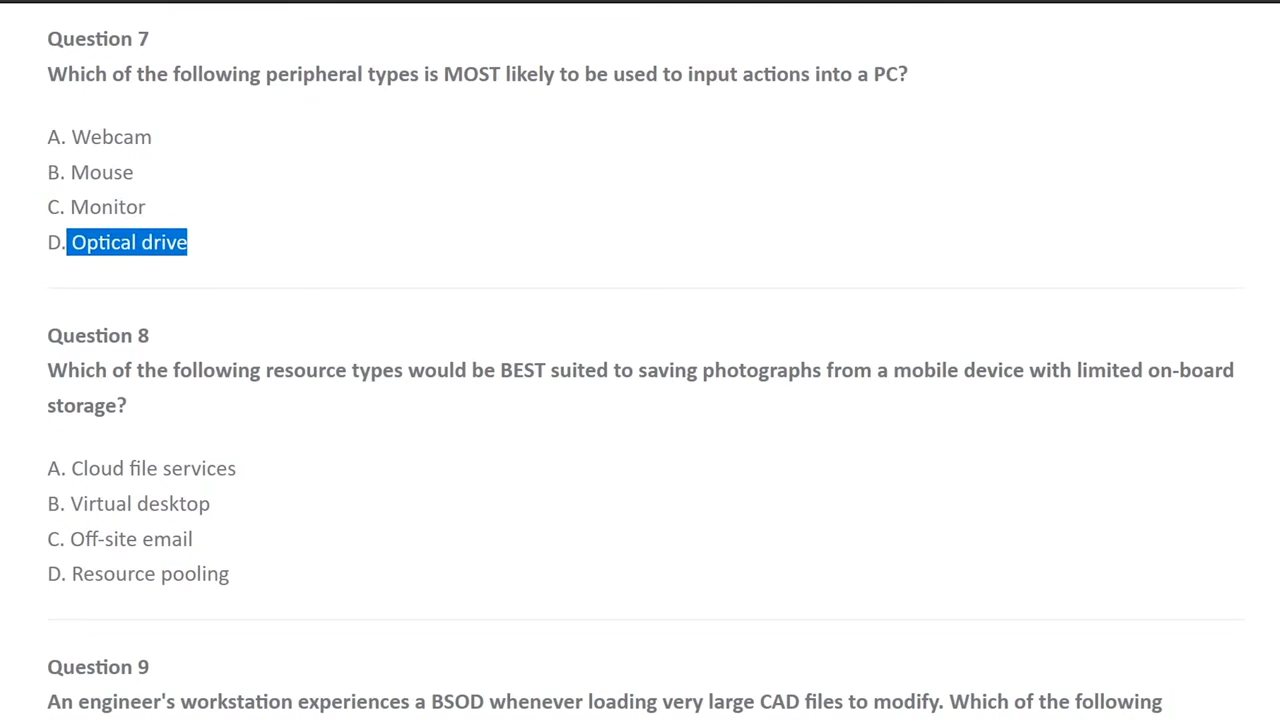 Question 7
Which of the following peripheral types is MOST likely to be used to input actions into a PC?
A. Webcam
B. Mouse
C. Monitor
D. Optical drive
Question 8
Which of the following resource types would be BEST suited to saving photographs from a mobile device with limited on-board
storage?
A. Cloud file services
B. Virtual desktop
C. Off-site email
D. Resource pooling
Question 9
An engineer's workstation experiences a BSOD whenever loading very large CAD files to modify. Which of the following